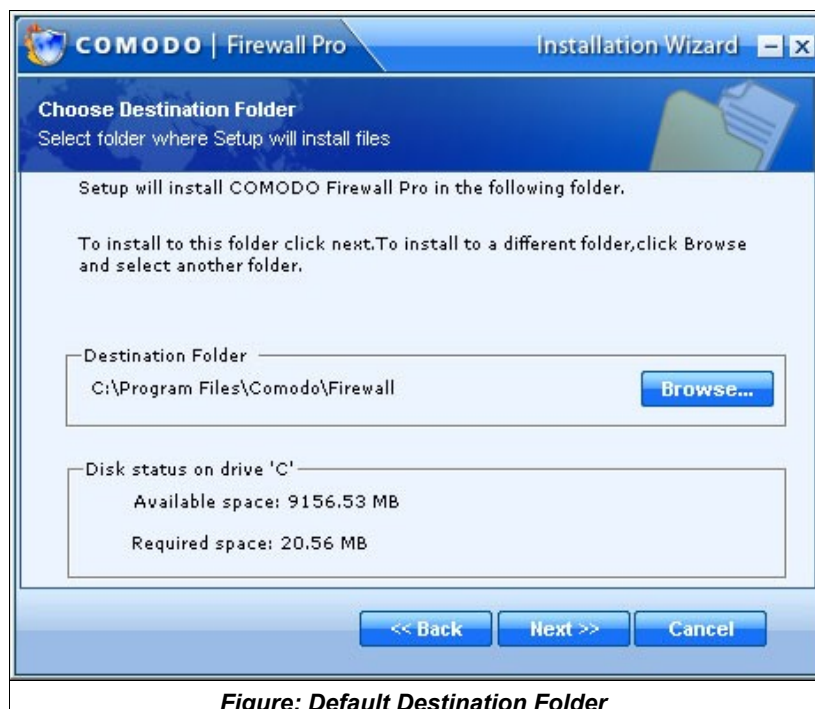 COMODO | Firewall Pro
Installation Wizard
Choose Destination Folder
Select folder where Setup will install files
Setup will install COMODO Firewall Pro in the following folder.
To install to this folder click next.To install to a different folder,click Browse
and select another folder.
Destination Folder
C:\Program Files\Comodo\Firewall
Browse...
Disk status on drive 'C'
Available space: 9156.53 MB
Required space: 20.56 MB
<< Back
Next >>
Cancel
Figure: Default Destination Folder